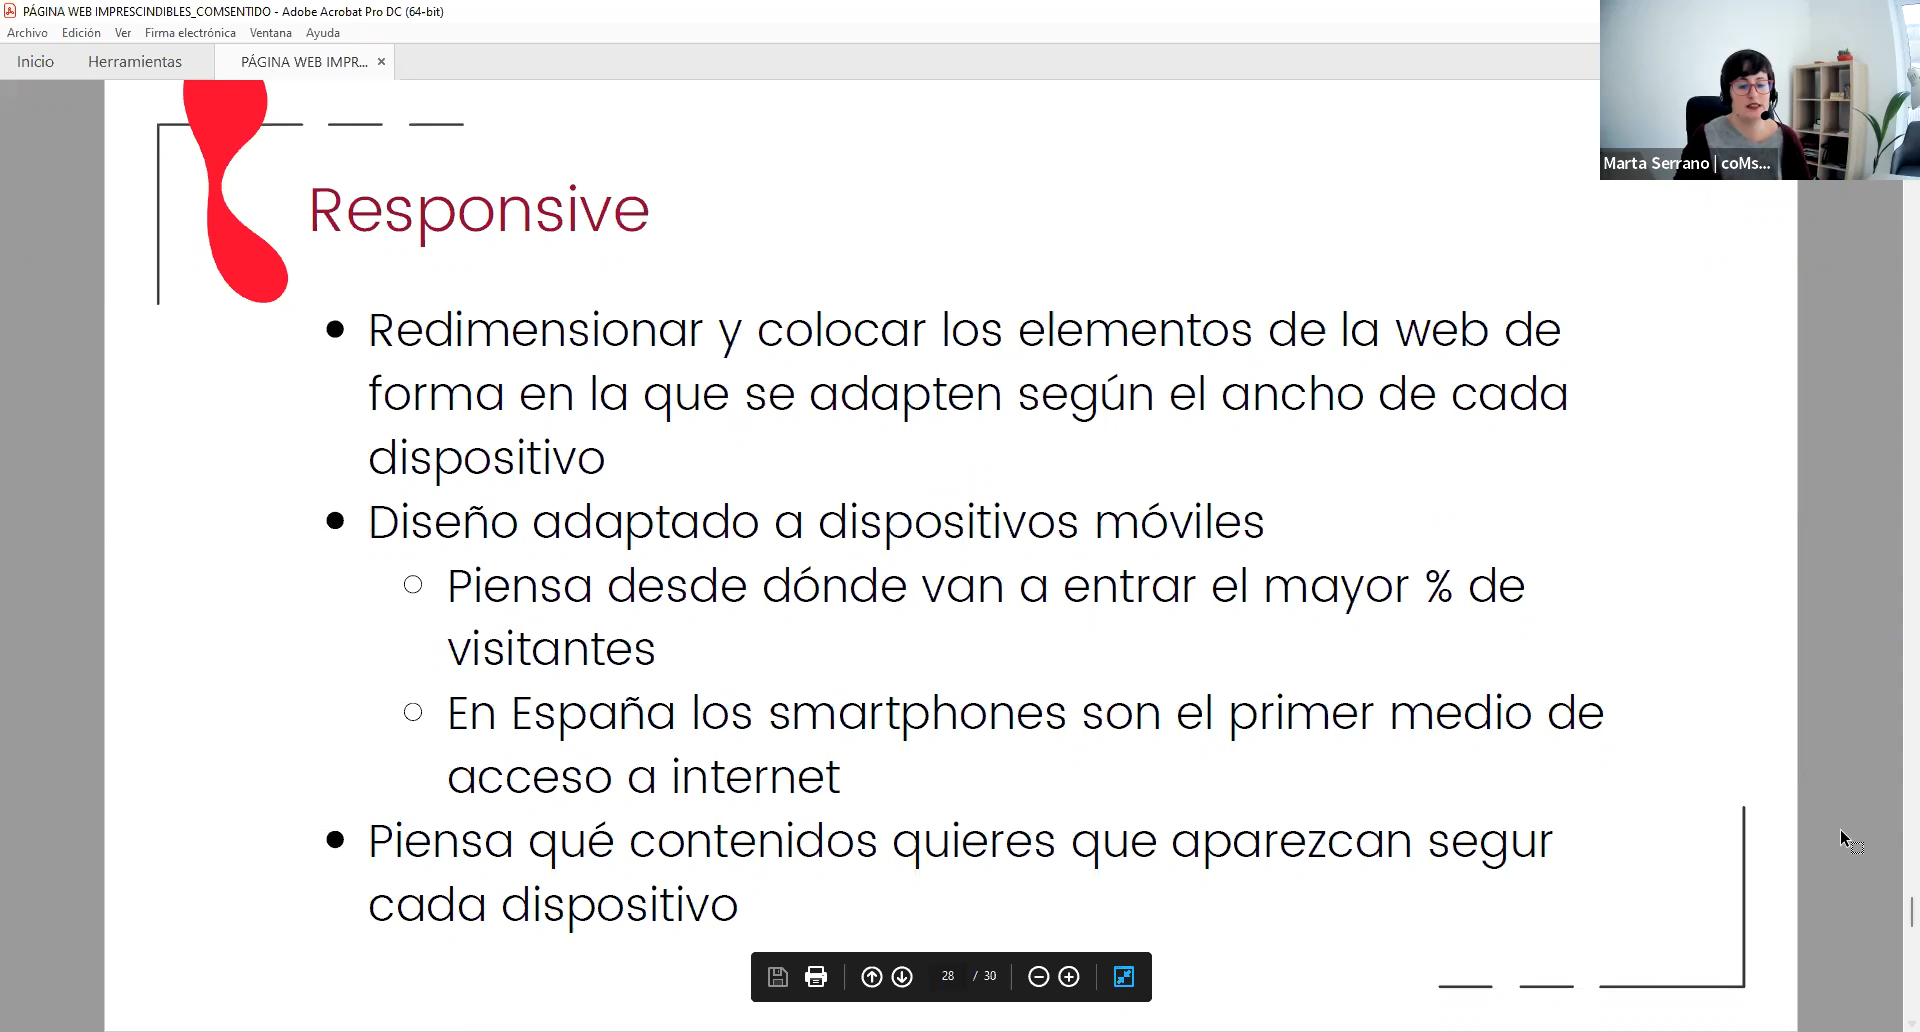 PÁGINA WEB IMPRESCINDIBLES_COMSENTIDO - Adobe Acrobat Pro DC (64-bit)
Archivo Edición Ver Firma electrónica Ventana Ayuda
Inicio Herramientas PÁGINA WEB IMPR... ×
Marta Serrano | coMs...
Responsive
• Redimensionar y colocar los elementos de la web de
forma en la que se adapten según el ancho de cada
dispositivo
• Diseño adaptado a dispositivos móviles
○ Piensa desde dónde van a entrar el mayor % de
visitantes
○ En España los smartphones son el primer medio de
acceso a internet
• Piensa qué contenidos quieres que aparezcan segur
cada dispositivo
28 / 30